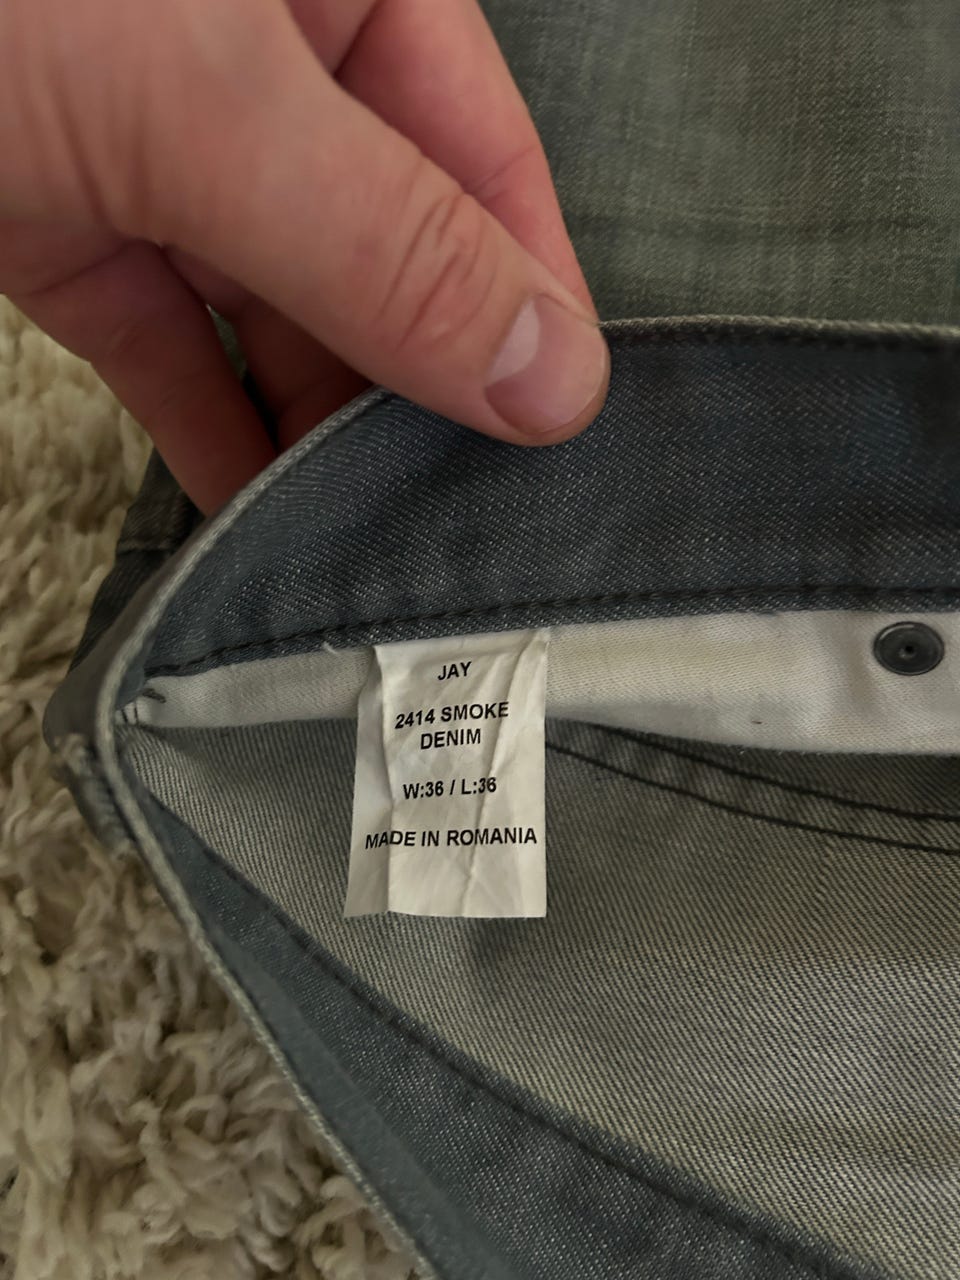 JAY
2414 SMOKE
DENIM
W:36 / L:36
MADE IN ROMANIA